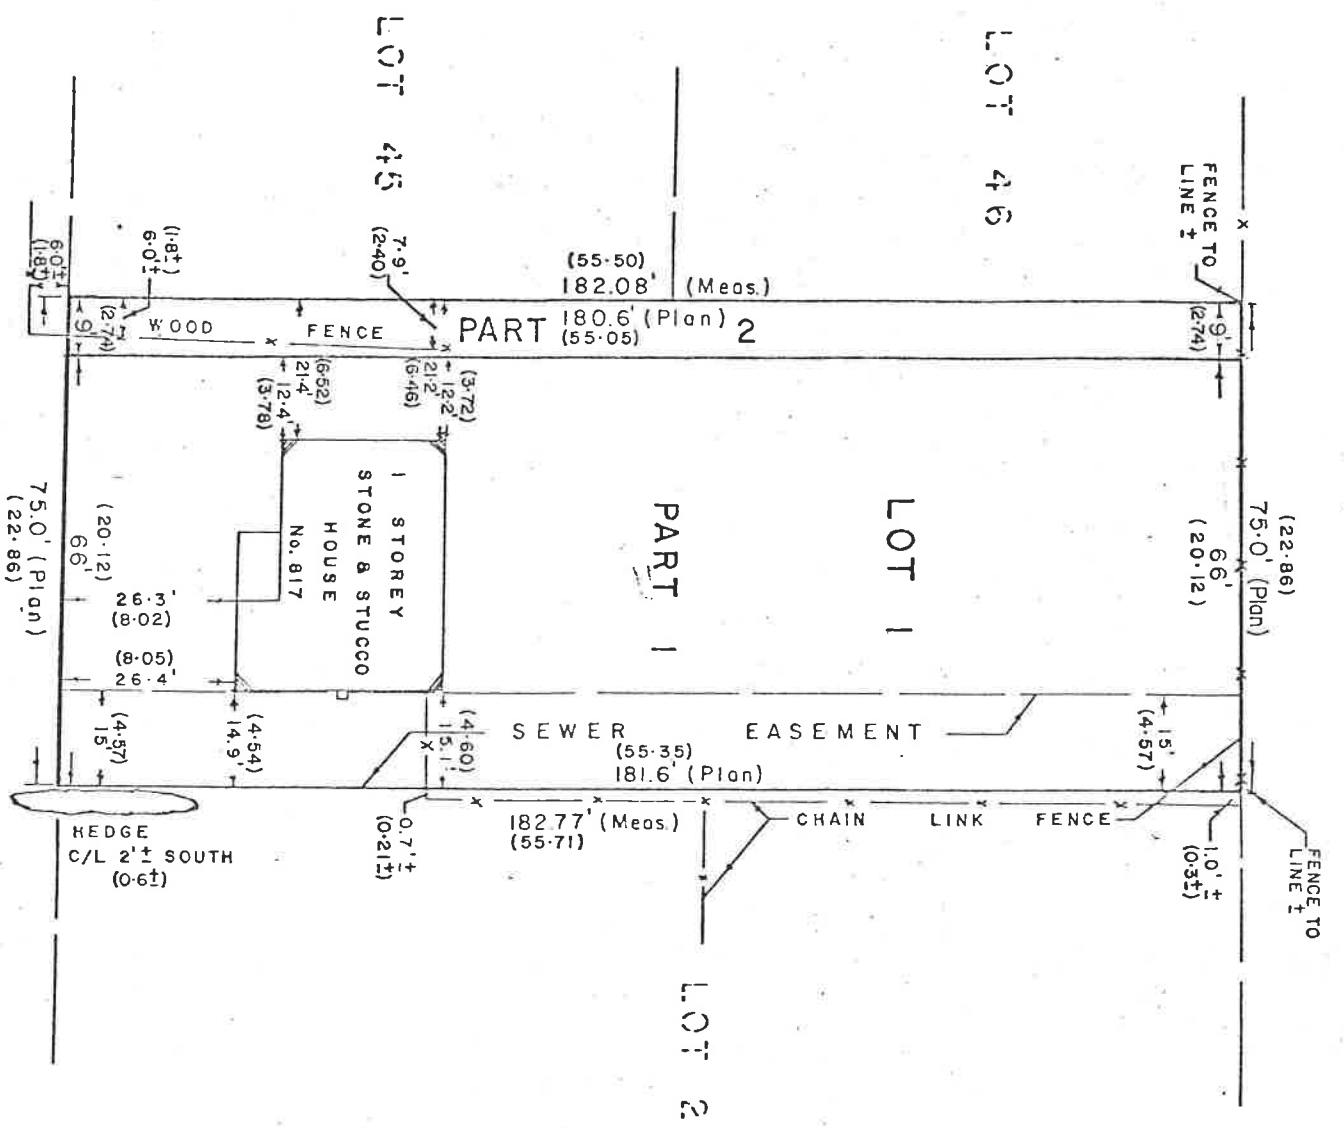 LOT 45
LOT 46
FENCE TO
LINE ±
(1.8±)
6.0'±
6.0'±
(1.8±)
7.9'
(2.40)
(55.50)
182.08' (Meas.)
180.6' (Plan)
(55.05)
PART 2
WOOD FENCE
9'
(2.74)
9'
(2.74)
(6.52)
21.4'
12.4'
(3.78)
(3.72)
12.2'
21.2'
(6.46)
1 STOREY
STONE & STUCCO
HOUSE
No. 817
LOT 1
PART 1
(22.86)
75.0' (Plan)
66'
(20.12)
(20.12)
66'
75.0' (Plan)
(22.86)
26.3'
(8.02)
(8.05)
26.4'
(4.57)
15'
(4.54)
14.9'
(4.60)
15.1'
SEWER EASEMENT
15'
(4.57)
(55.35)
181.6' (Plan)
182.77' (Meas.)
(55.71)
CHAIN LINK FENCE
0.7'±
(0.21±)
1.0'±
(0.3±)
FENCE TO
LINE ±
HEDGE
C/L 2'± SOUTH
(0.6±)
LOT 2